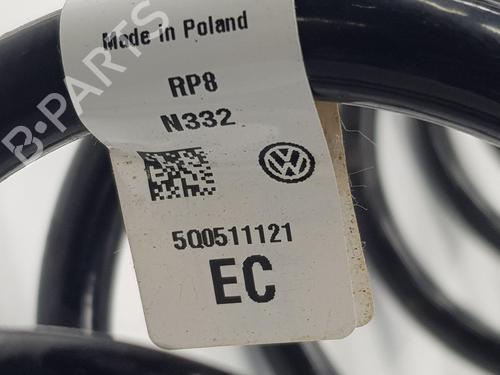 Made in Poland
RP8
N332
5Q0511121
EC
B-PARTS